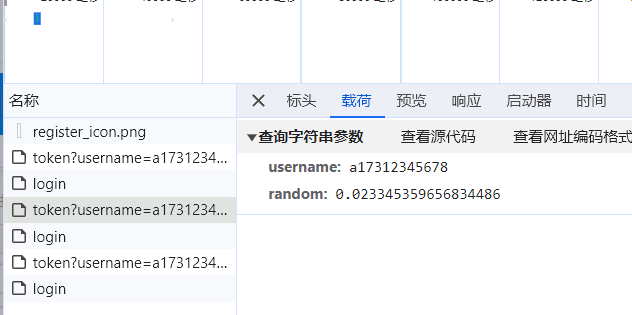 名称
标头 载荷 预览 响应 启动器 时间
register_icon.png
▼查询字符串参数 查看源代码 查看网址编码格式
token?username=a1731234...
username: a17312345678
login
random: 0.023345359656834486
token?username=a1731234...
login
token?username=a1731234...
login